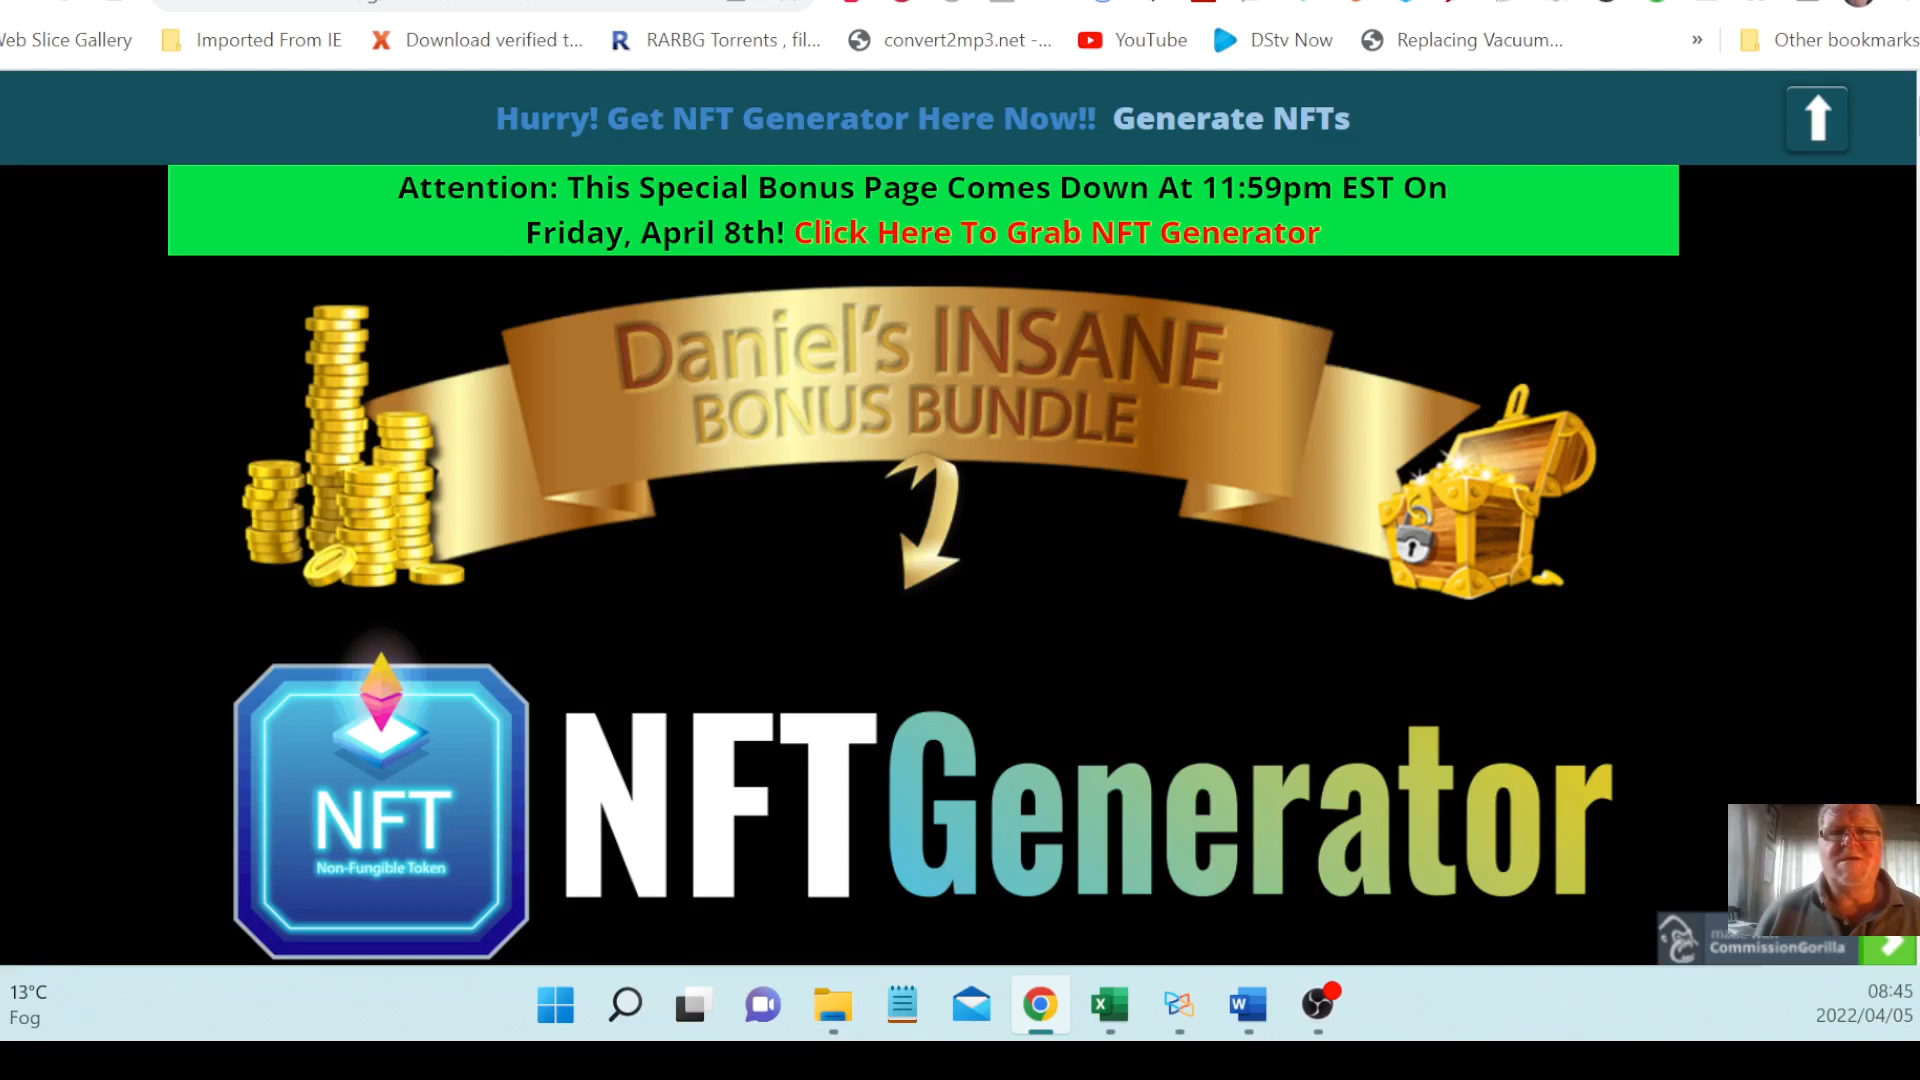 Web Slice Gallery Imported From IE Download verified t... RARBG Torrents , fil... convert2mp3.net -... YouTube DStv Now Replacing Vacuum... » Other bookmarks
Hurry! Get NFT Generator Here Now!! Generate NFTs
Attention: This Special Bonus Page Comes Down At 11:59pm EST On
Friday, April 8th! Click Here To Grab NFT Generator
Daniel's INSANE
BONUS BUNDLE
NFT
Non-Fungible Token
NFTGenerator
CommissionGorilla
13°C
Fog
08:45
2022/04/05